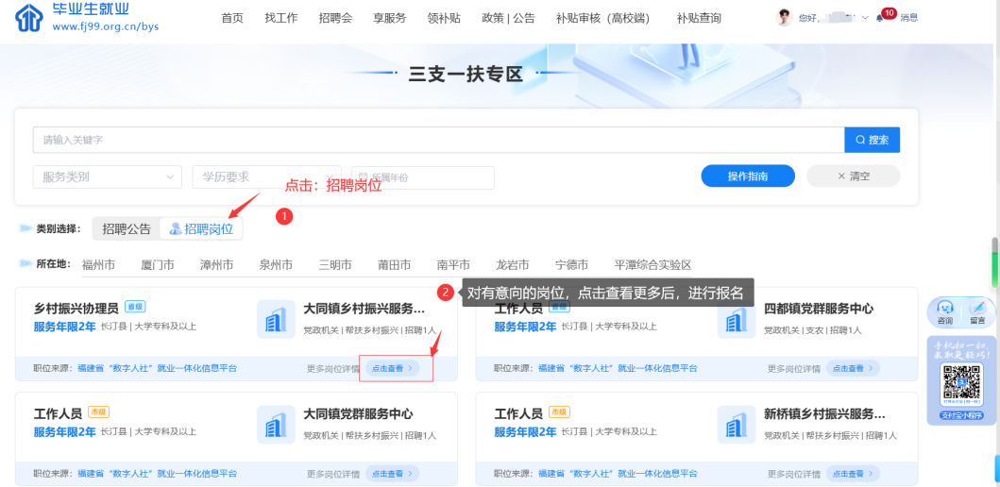 毕业生就业
www.fj99.org.cn/bys
首页 找工作 招聘会 享服务 领补贴 政策 | 公告 补贴审核（高校端） 补贴查询
您好, 10 消息
三支一扶专区
请输入关键字 搜索
服务类别 学历要求 所属年份 操作指南 × 清空
点击：招聘岗位
1
类别选择： 招聘公告 招聘岗位
所在地： 福州市 厦门市 漳州市 泉州市 三明市 莆田市 南平市 龙岩市 宁德市 平潭综合实验区
2 对有意向的岗位，点击查看更多后，进行报名
乡村振兴协理员 省级 大同镇乡村振兴服务...
服务年限2年 长汀县 | 大学专科及以上 党政机关 | 帮扶乡村振兴 | 招聘1人
职位来源：福建省“数字人社”就业一体化信息平台 更多岗位详情 点击查看 >
工作人员 四都镇党群服务中心
服务年限2年 长汀县 | 大学专科及以上 党政机关 | 支农 | 招聘1人
职位来源：福建省“数字人社”就业一体化信息平台 更多岗位详情 点击查看 >
工作人员 市级 大同镇党群服务中心
服务年限2年 长汀县 | 大学专科及以上 党政机关 | 帮扶乡村振兴 | 招聘1人
职位来源：福建省“数字人社”就业一体化信息平台 更多岗位详情 点击查看 >
工作人员 市级 新桥镇乡村振兴服务...
服务年限2年 长汀县 | 大学专科及以上 党政机关 | 帮扶乡村振兴 | 招聘1人
职位来源：福建省“数字人社”就业一体化信息平台 更多岗位详情 点击查看 >
咨询 留言
手机扫一扫,
求职更轻巧!
支付宝小程序